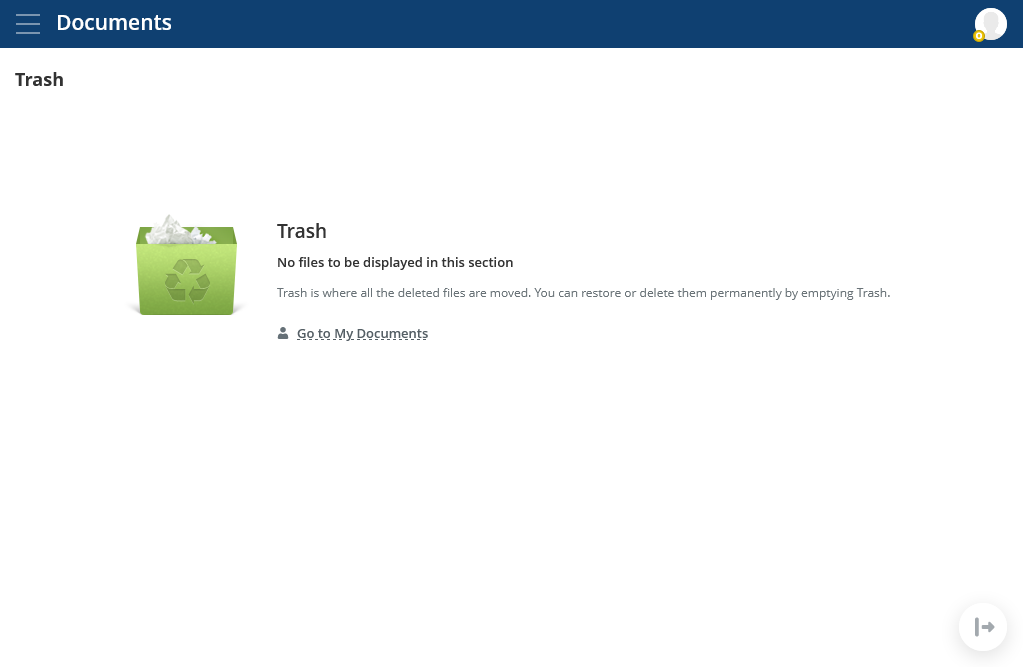 Documents
Trash
Trash
No files to be displayed in this section
Trash is where all the deleted files are moved. You can restore or delete them permanently by emptying Trash.
Go to My Documents